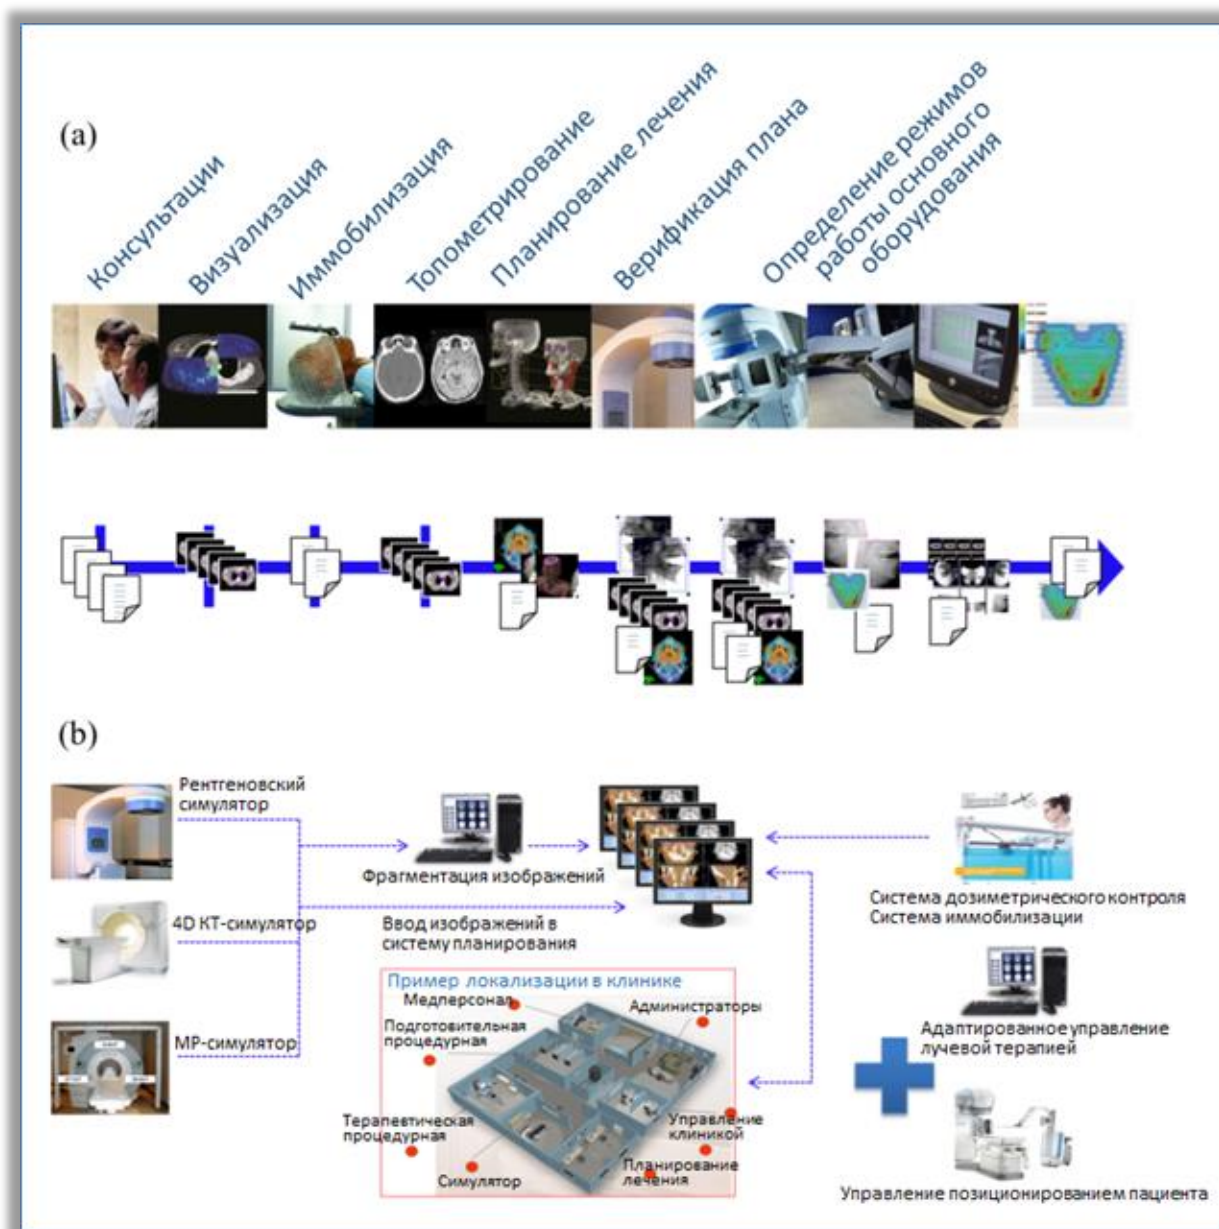 (a)
Консультации
Визуализация
Иммобилизация
Топометрирование
Планирование лечения
Верификация плана
Определение режимов
работы основного
оборудования
(b)
Рентгеновский
симулятор
4D КТ-симулятор
МР-симулятор
Фрагментация изображений
Ввод изображений в
систему планирования
Система дозиметрического контроля
Система иммобилизации
Адаптированное управление
лучевой терапией
Управление позиционированием пациента
Пример локализации в клинике
Медперсонал
Администраторы
Подготовительная
процедурная
Терапевтическая
процедурная
Управление
клиникой
Симулятор
Планирование
лечения